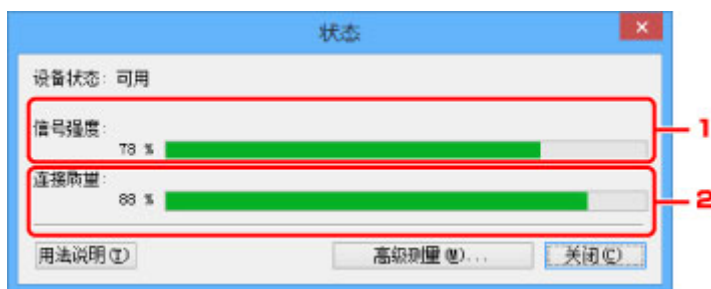 状态
设备状态: 可用
信号强度:
78 %
1
连接质量:
88 %
2
用法说明(T)
高级测量(M)...
关闭(C)